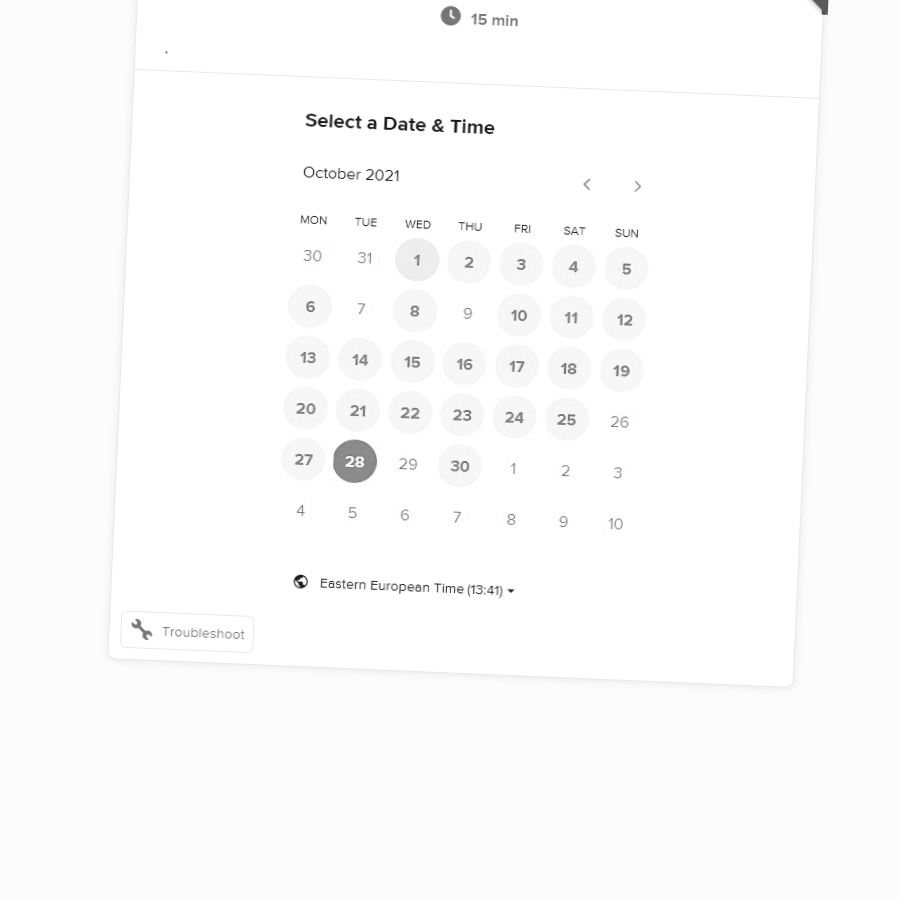 15 min
.
Select a Date & Time
October 2021
MON TUE WED THU FRI SAT SUN
30 31 1 2 3 4 5
6 7 8 9 10 11 12
13 14 15 16 17 18 19
20 21 22 23 24 25 26
27 28 29 30 1 2 3
4 5 6 7 8 9 10
Eastern European Time (13:41)
Troubleshoot